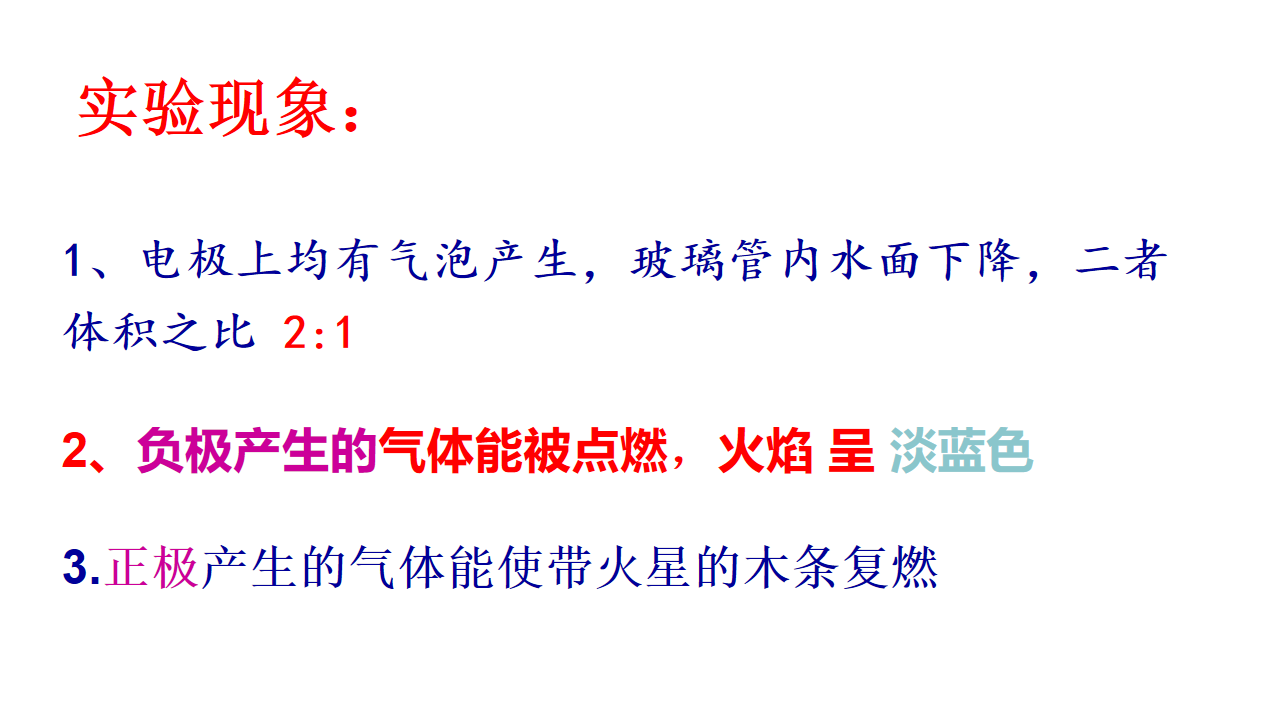 实验现象：
1、电极上均有气泡产生，玻璃管内水面下降，二者
体积之比 2:1
2、负极产生的气体能被点燃，火焰 呈 淡蓝色
3.正极产生的气体能使带火星的木条复燃